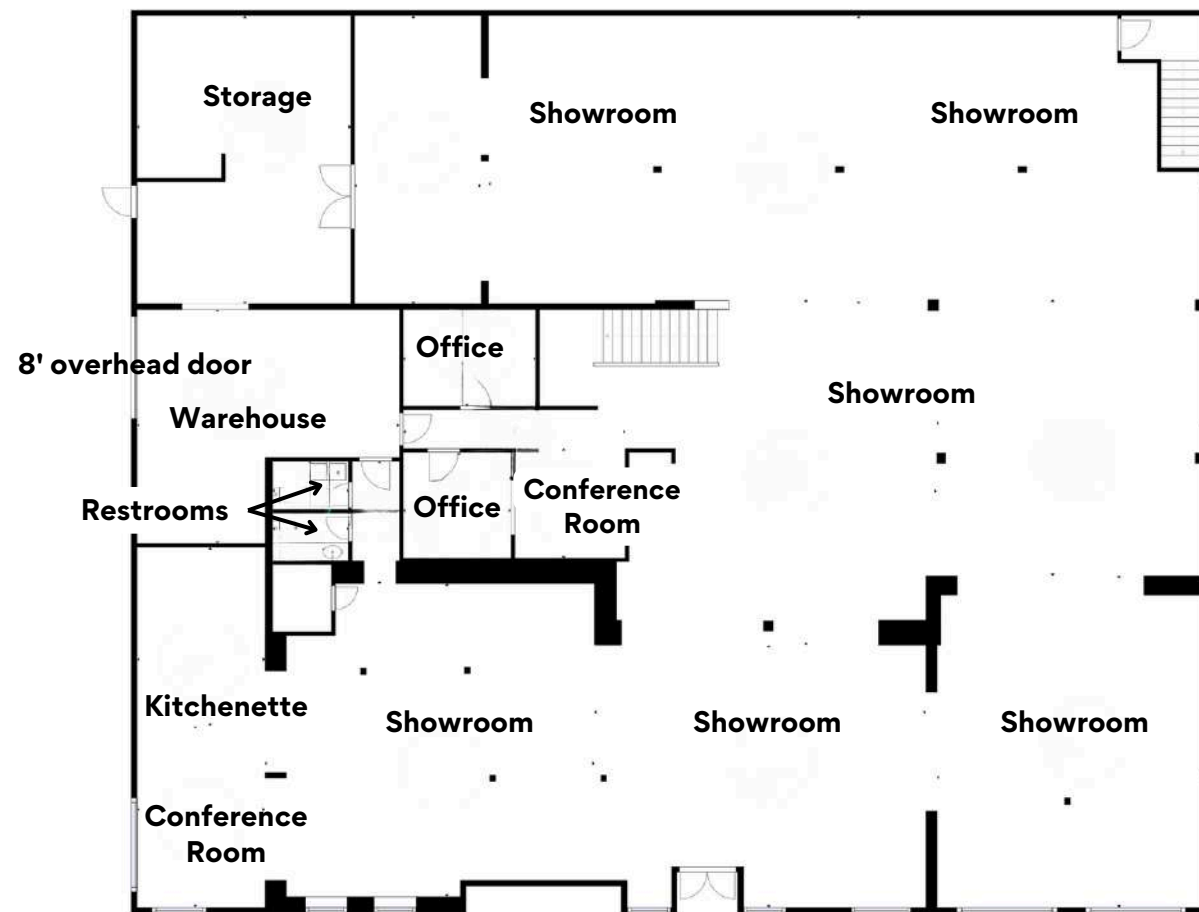 Storage
Showroom
Showroom
Office
8' overhead door
Showroom
Warehouse
Conference
Room
Office
Restrooms
Kitchenette
Showroom
Showroom
Showroom
Conference
Room